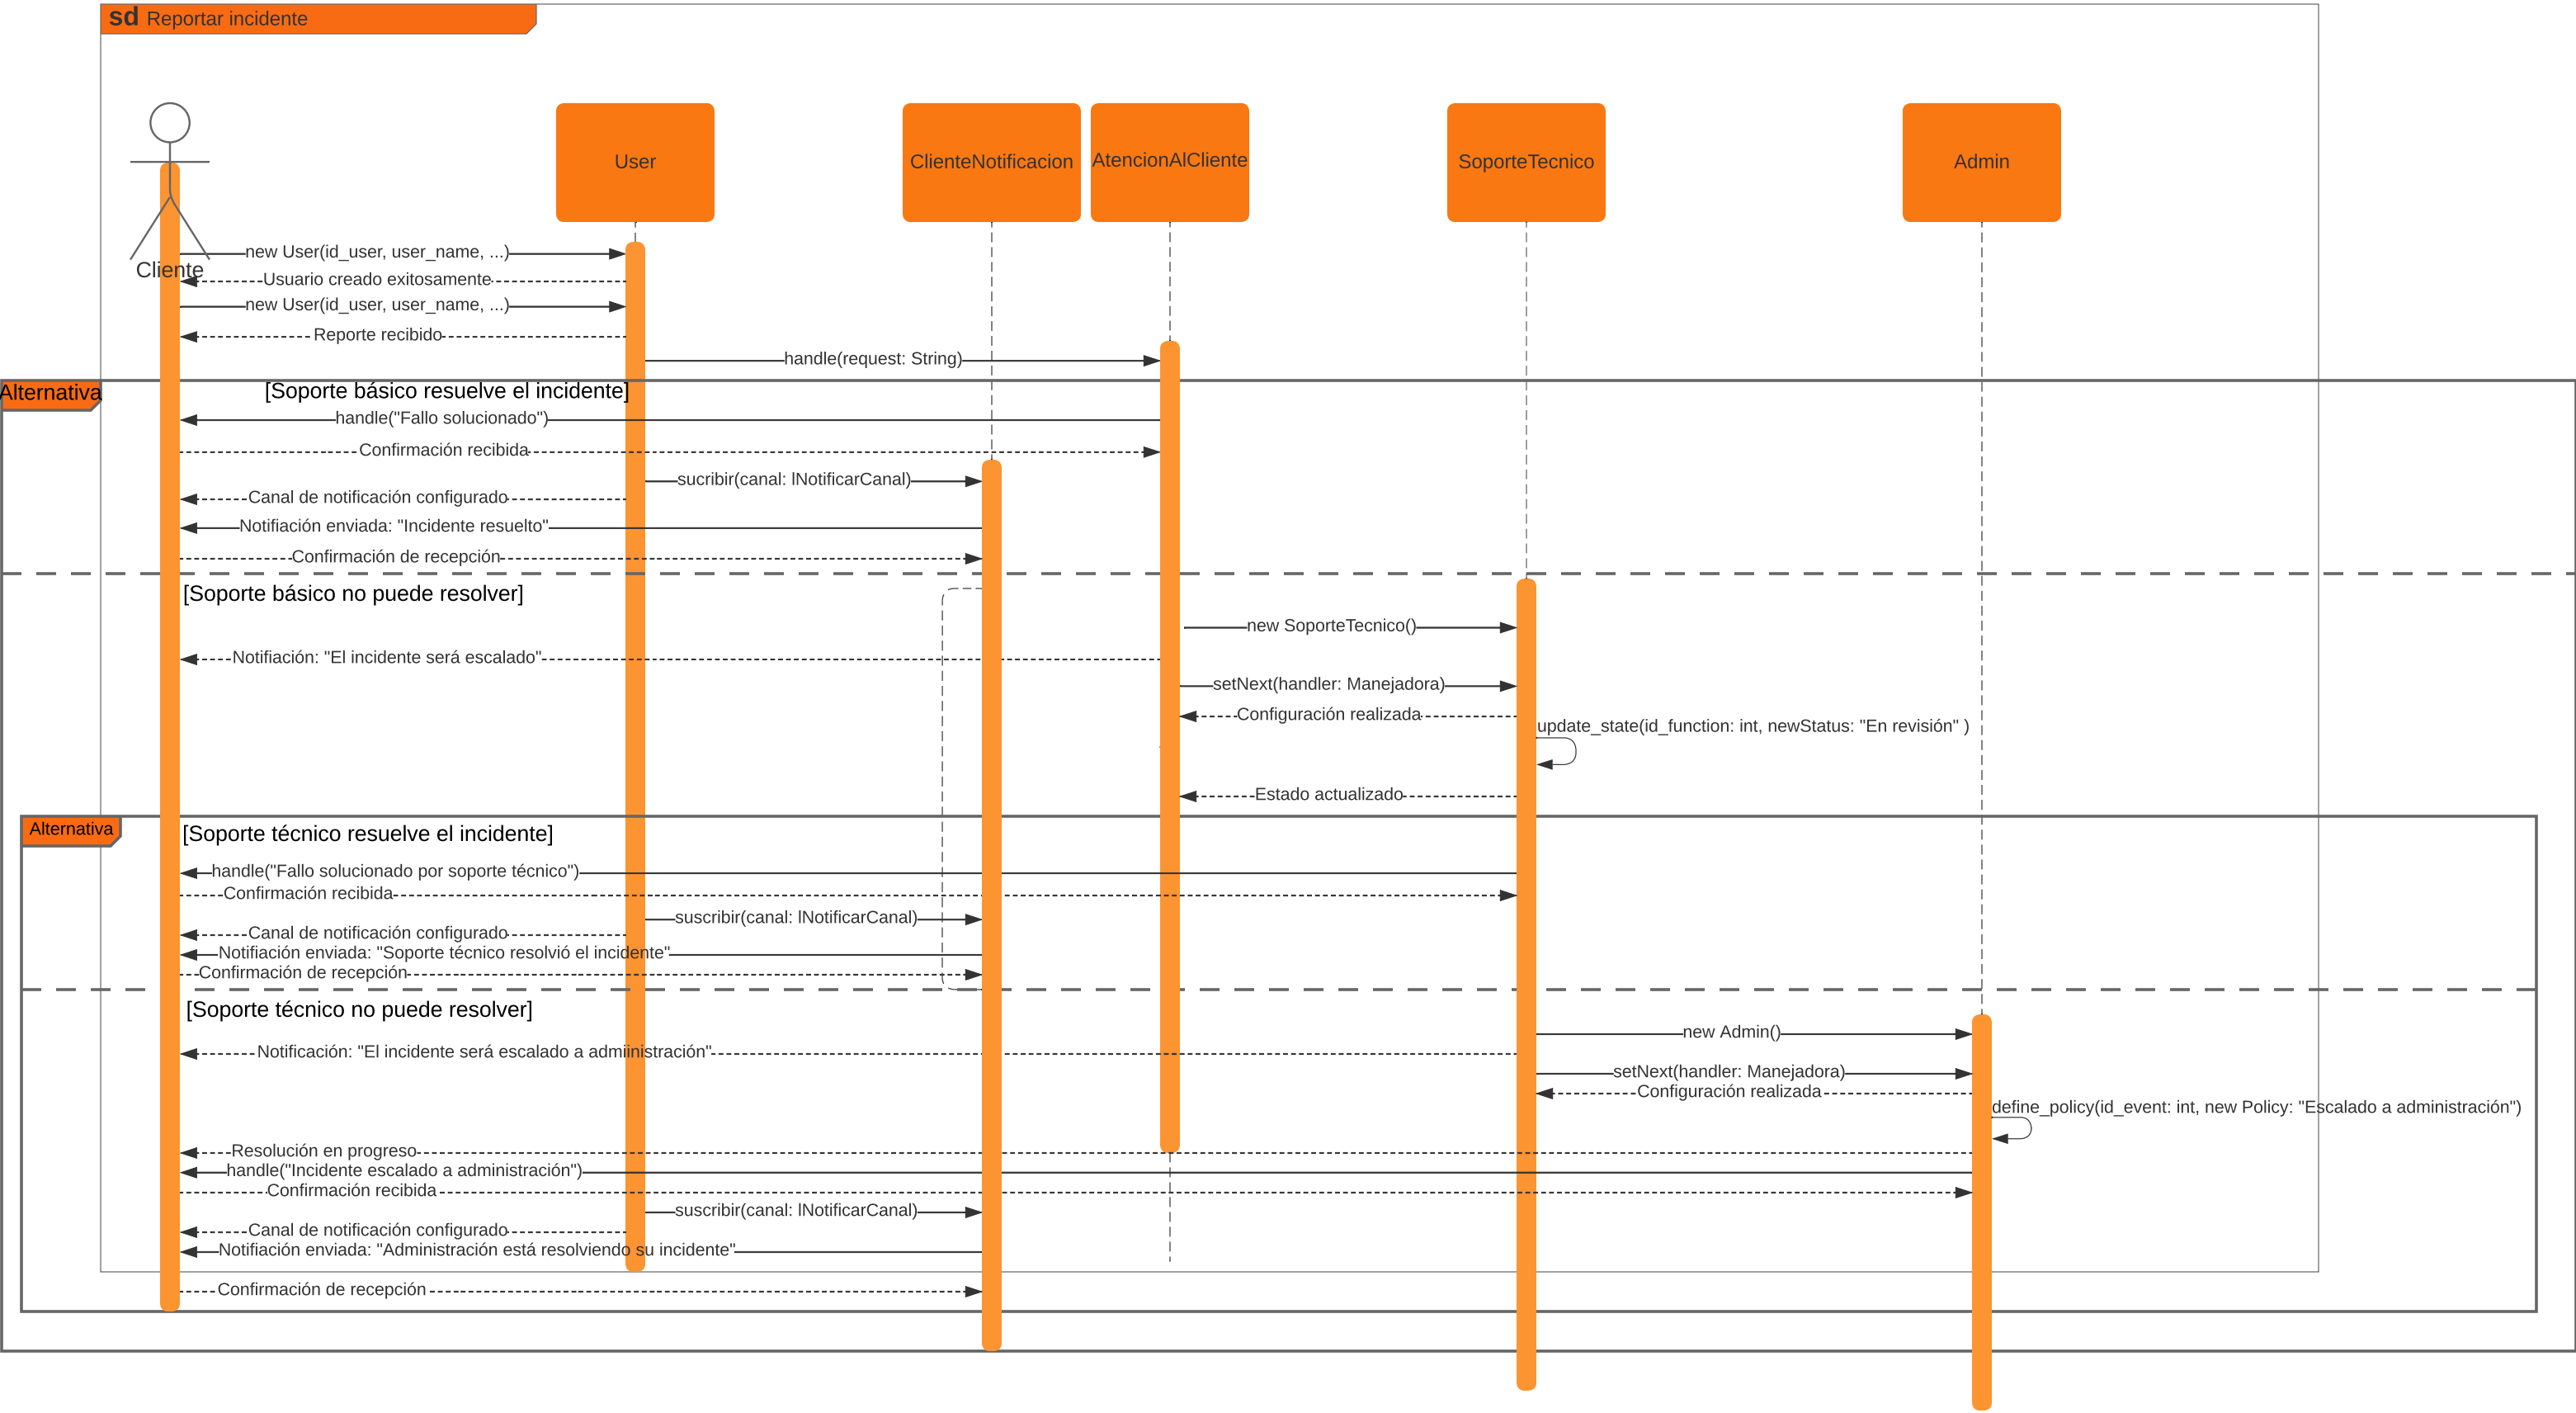 sd Reportar incidente
Cliente
User
ClienteNotificacion
AtencionAlCliente
SoporteTecnico
Admin
new User(id_user, user_name, ...)
Usuario creado exitosamente
new User(id_user, user_name, ...)
Reporte recibido
handle(request: String)
Alternativa
[Soporte básico resuelve el incidente]
handle("Fallo solucionado")
Confirmación recibida
sucribir(canal: lNotificarCanal)
Canal de notificación configurado
Notifiación enviada: "Incidente resuelto"
Confirmación de recepción
[Soporte básico no puede resolver]
new SoporteTecnico()
Notifiación: "El incidente será escalado"
setNext(handler: Manejadora)
Configuración realizada
update_state(id_function: int, newStatus: "En revisión" )
Estado actualizado
Alternativa
[Soporte técnico resuelve el incidente]
handle("Fallo solucionado por soporte técnico")
Confirmación recibida
suscribir(canal: lNotificarCanal)
Canal de notificación configurado
Notifiación enviada: "Soporte técnico resolvió el incidente"
Confirmación de recepción
[Soporte técnico no puede resolver]
new Admin()
Notificación: "El incidente será escalado a admiinistración"
setNext(handler: Manejadora)
Configuración realizada
define_policy(id_event: int, new Policy: "Escalado a administración")
Resolución en progreso
handle("Incidente escalado a administración")
Confirmación recibida
suscribir(canal: lNotificarCanal)
Canal de notificación configurado
Notifiación enviada: "Administración está resolviendo su incidente"
Confirmación de recepción